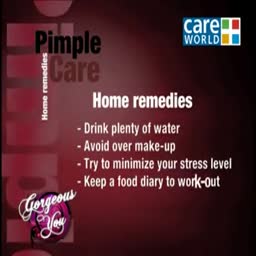 Pimple
Care
Home remedies
care
WORLD
Home remedies
- Drink plenty of water
- Avoid over make-up
- Try to minimize your stress level
- Keep a food diary to work-out
Gorgeous
You